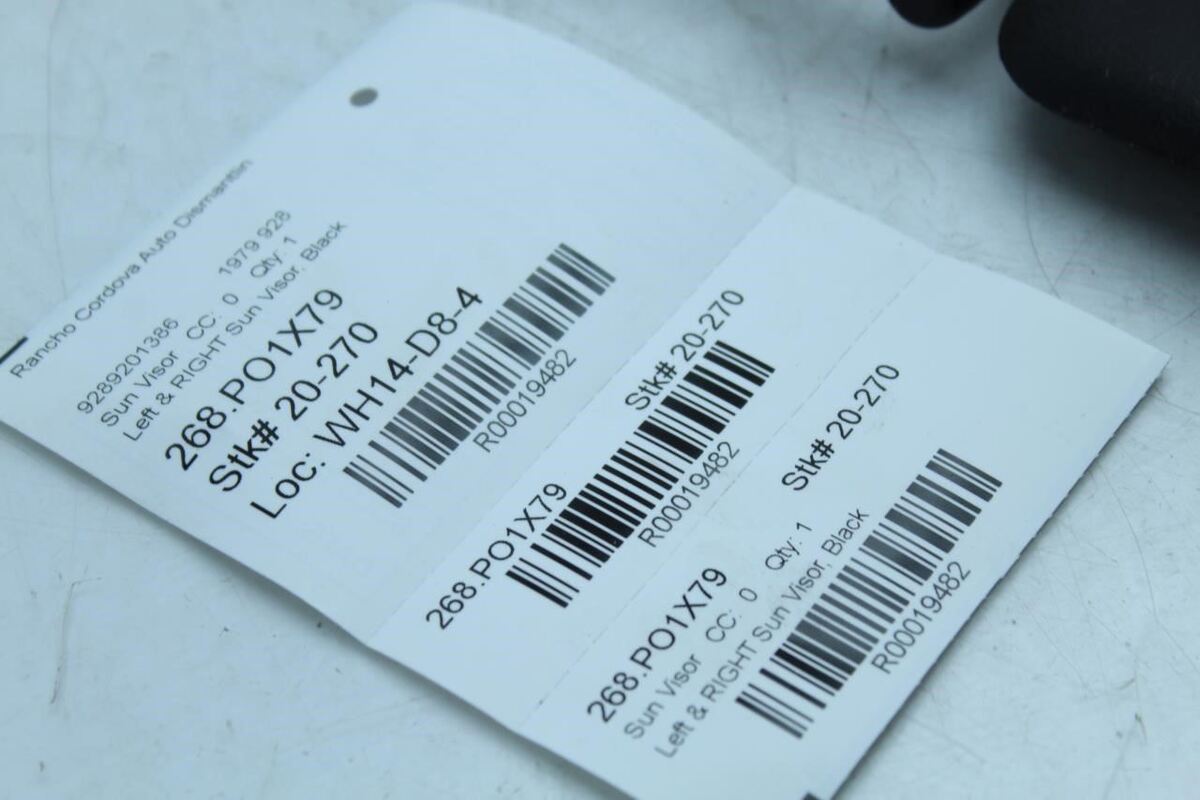 Rancho Cordova Auto Dismantlin
9289201386 1979 928
Sun Visor CC: 0 Qty: 1
Left & RIGHT Sun Visor, Black
268.PO1X79
Stk# 20-270
Loc: WH14-D8-4
R00019482
268.PO1X79 Stk# 20-270
R00019482
268.PO1X79 Stk# 20-270
Sun Visor CC: 0 Qty: 1
Left & RIGHT Sun Visor, Black
R00019482